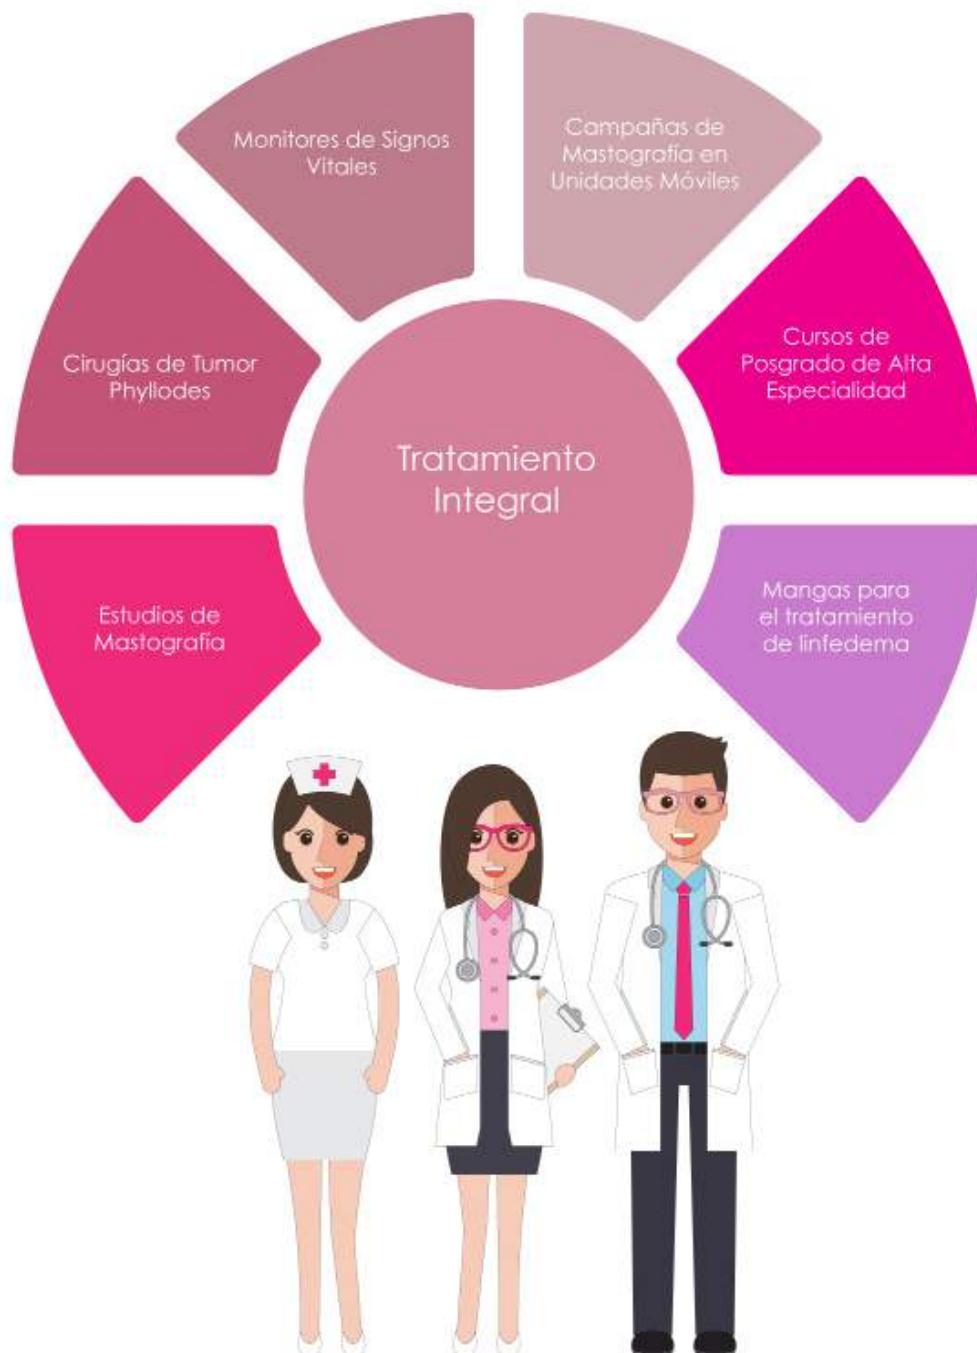 Monitores de Signos
Vitales
Campañas de
Mastografía en
Unidades Móviles
Cirugías de Tumor
Phyllodes
Cursos de
Posgrado de Alta
Especialidad
Tratamiento
Integral
Estudios de
Mastografía
Mangas para
el tratamiento
de linfedema